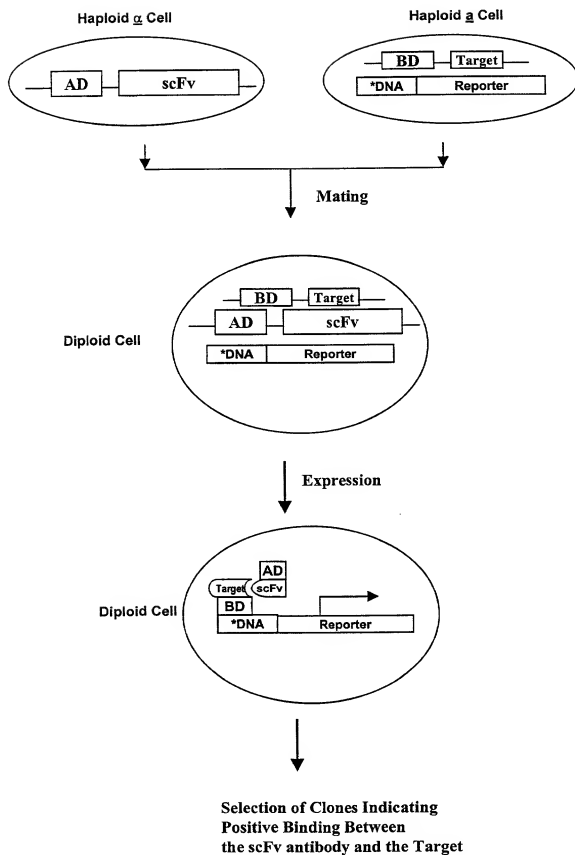 Haploid α Cell
Haploid a Cell
AD
scFv
BD
Target
*DNA
Reporter
Mating
Diploid Cell
BD
Target
AD
scFv
*DNA
Reporter
Expression
Diploid Cell
AD
Target
scFv
BD
*DNA
Reporter
Selection of Clones Indicating
Positive Binding Between
the scFv antibody and the Target